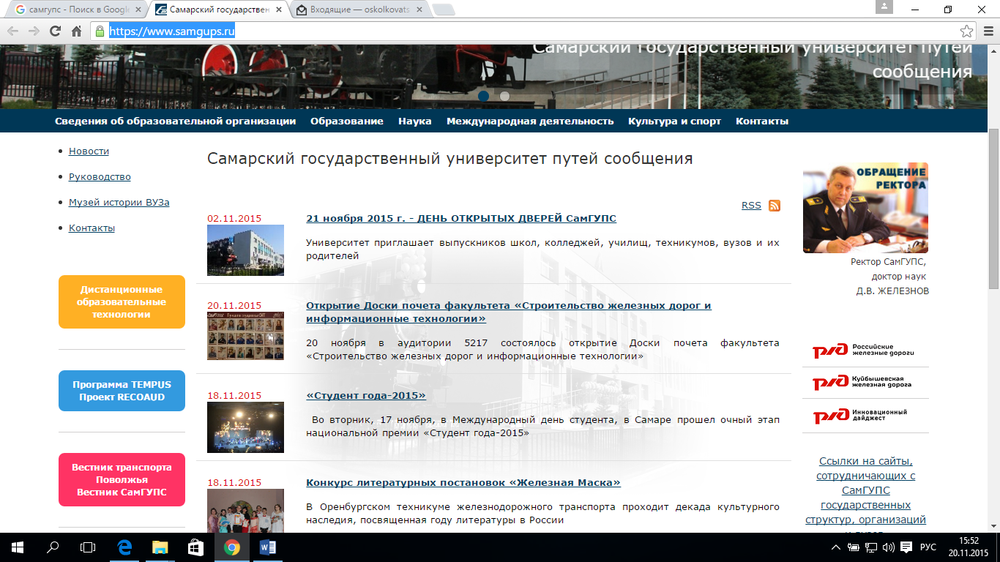 самгупс - Поиск в Google
Самарский государствен
Входящие — oskolkovats
https://www.samgups.ru
Самарский государственный университет путей
сообщения
Сведения об образовательной организации Образование Наука Международная деятельность Культура и спорт Контакты
Новости
Руководство
Музей истории ВУЗа
Контакты
Дистанционные
образовательные
технологии
Программа TEMPUS
Проект RECOAUD
Вестник транспорта
Поволжья
Вестник СамГУПС
Самарский государственный университет путей сообщения
RSS
02.11.2015
21 ноября 2015 г. - ДЕНЬ ОТКРЫТЫХ ДВЕРЕЙ СамГУПС
Университет приглашает выпускников школ, колледжей, училищ, техникумов, вузов и их
родителей
20.11.2015
Открытие Доски почета факультета «Строительство железных дорог и
информационные технологии»
20 ноября в аудитории 5217 состоялось открытие Доски почета факультета
«Строительство железных дорог и информационные технологии»
18.11.2015
«Студент года-2015»
Во вторник, 17 ноября, в Международный день студента, в Самаре прошел очный этап
национальной премии «Студент года-2015»
18.11.2015
Конкурс литературных постановок «Железная Маска»
В Оренбургском техникуме железнодорожного транспорта проходит декада культурного
наследия, посвященная году литературы в России
ОБРАЩЕНИЕ
РЕКТОРА
Ректор СамГУПС,
доктор наук
Д.В. ЖЕЛЕЗНОВ
РЖД Российские
железные дороги
РЖД Куйбышевская
железная дорога
РЖД Инновационный
дайджест
Ссылки на сайты,
сотрудничающих с
СамГУПС
государственных
структур, организаций
РУС
15:52
20.11.2015